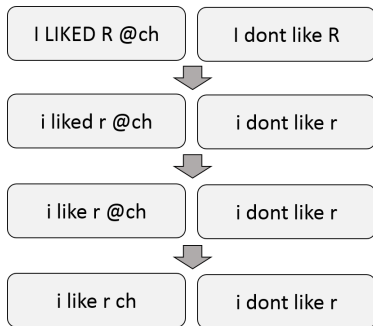 I LIKED R @ch
I dont like R
i liked r @ch
i dont like r
i like r @ch
i dont like r
i like r ch
i dont like r